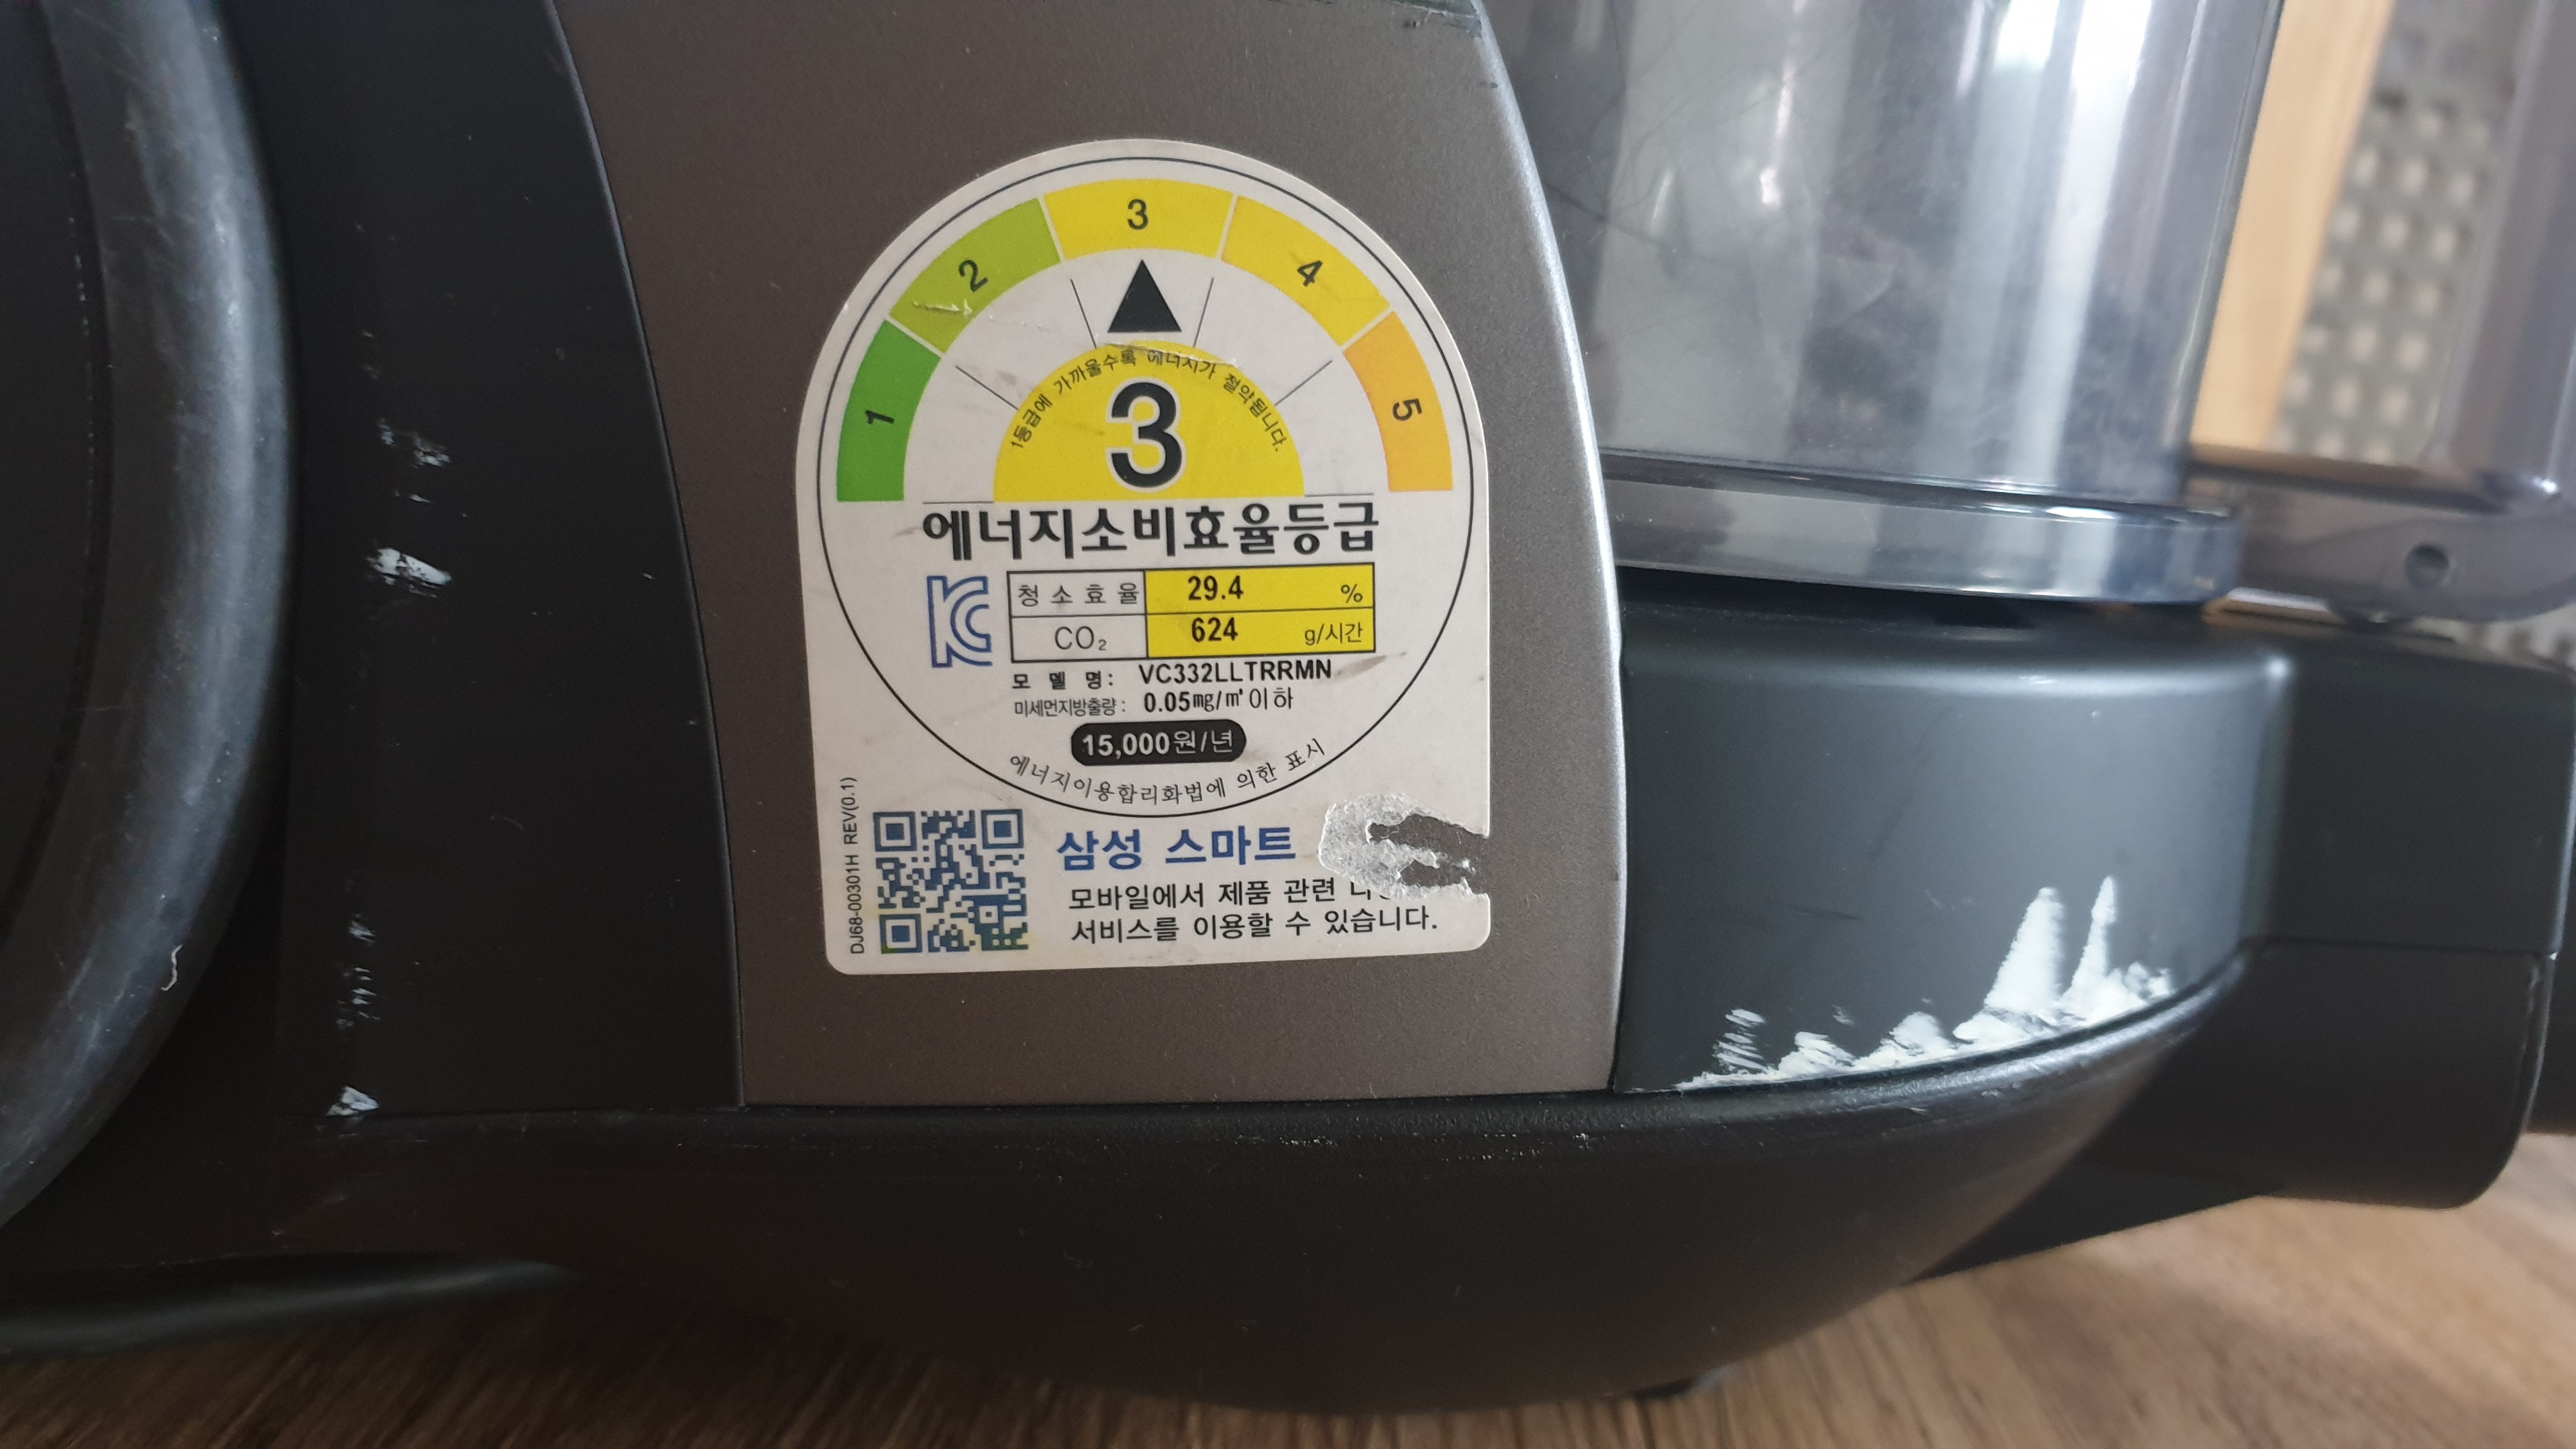 1 2 3 4 5
1등급에 가까울수록 에너지가 절약됩니다.
3
에너지소비효율등급
청소효율 29.4 %
CO₂ 624 g/시간
모 델 명: VC332LLTRRMN
미세먼지방출량: 0.05㎎/㎥이하
15,000원/년
에너지이용합리화법에 의한 표시
DJ68-00301H REV(0.1)
삼성 스마트
모바일에서 제품 관련
서비스를 이용할 수 있습니다.